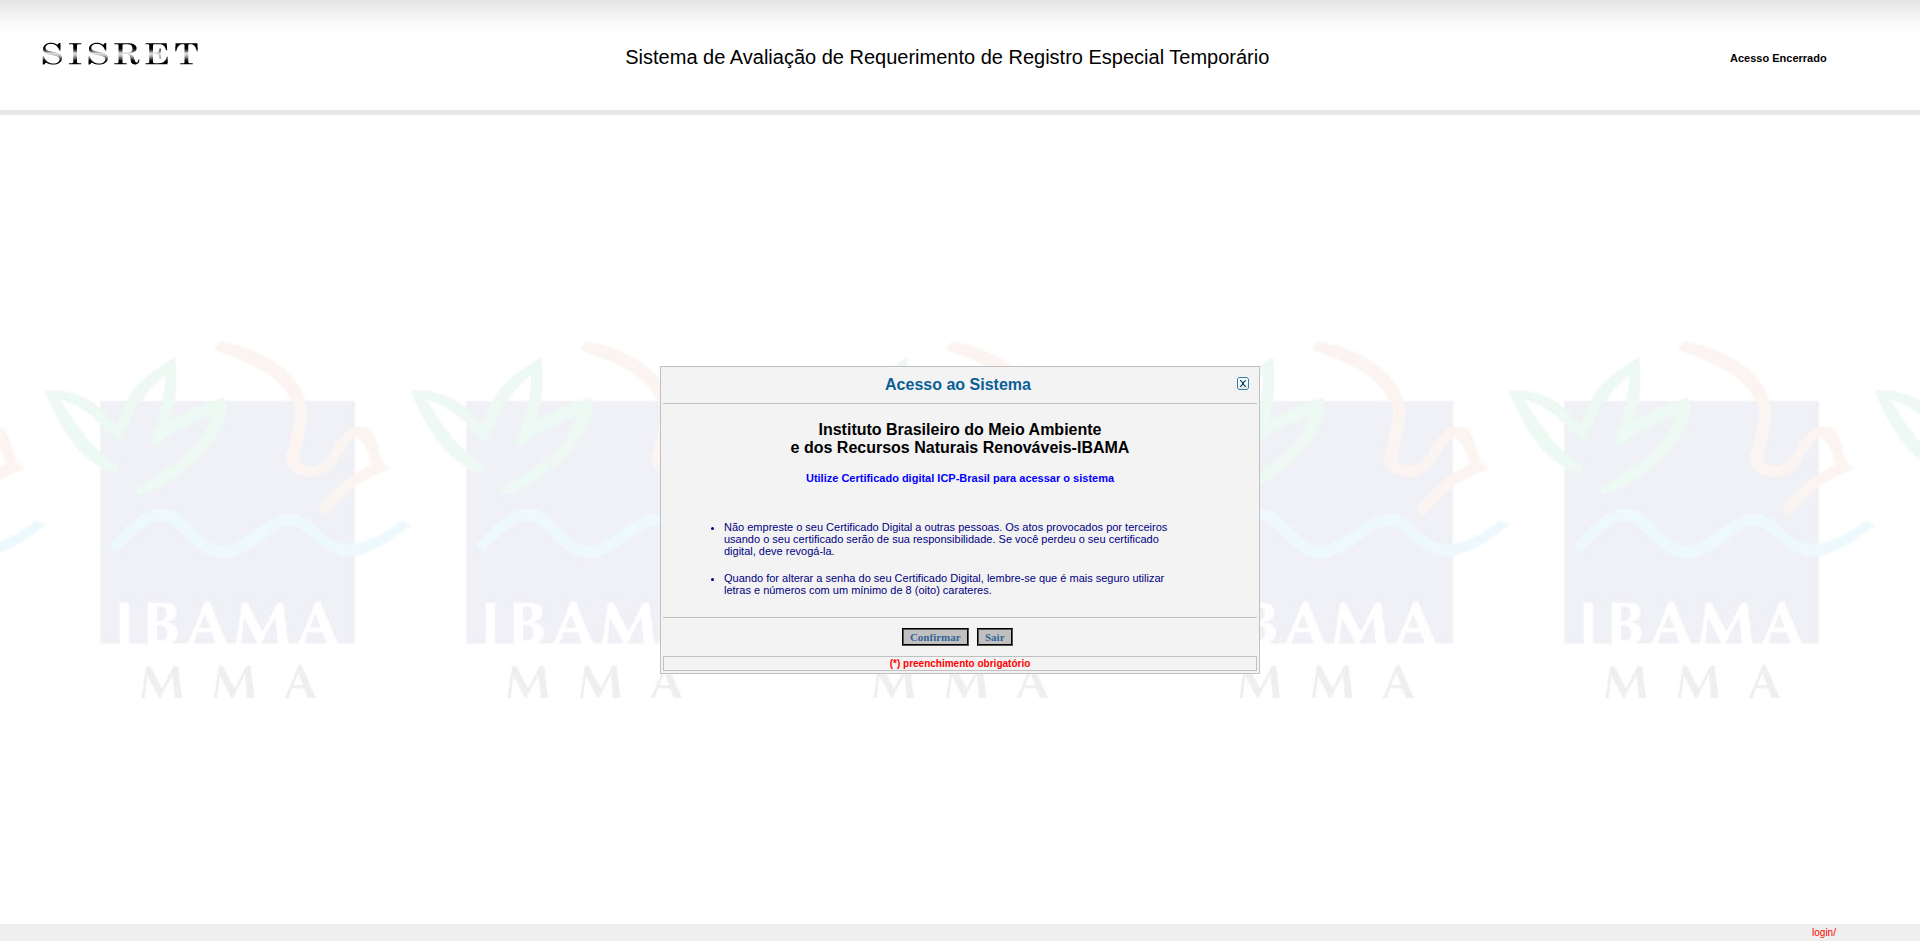 SISRET
Sistema de Avaliação de Requerimento de Registro Especial Temporário
Acesso Encerrado
Acesso ao Sistema
X
Instituto Brasileiro do Meio Ambiente
e dos Recursos Naturais Renováveis-IBAMA
Utilize Certificado digital ICP-Brasil para acessar o sistema
• Não empreste o seu Certificado Digital a outras pessoas. Os atos provocados por terceiros
usando o seu certificado serão de sua responsibilidade. Se você perdeu o seu certificado
digital, deve revogá-la.
• Quando for alterar a senha do seu Certificado Digital, lembre-se que é mais seguro utilizar
letras e números com um mínimo de 8 (oito) carateres.
Confirmar Sair
(*) preenchimento obrigatório
IBAMA IBAMA IBAMA IBAMA
MMA MMA MMA MMA MMA
login/